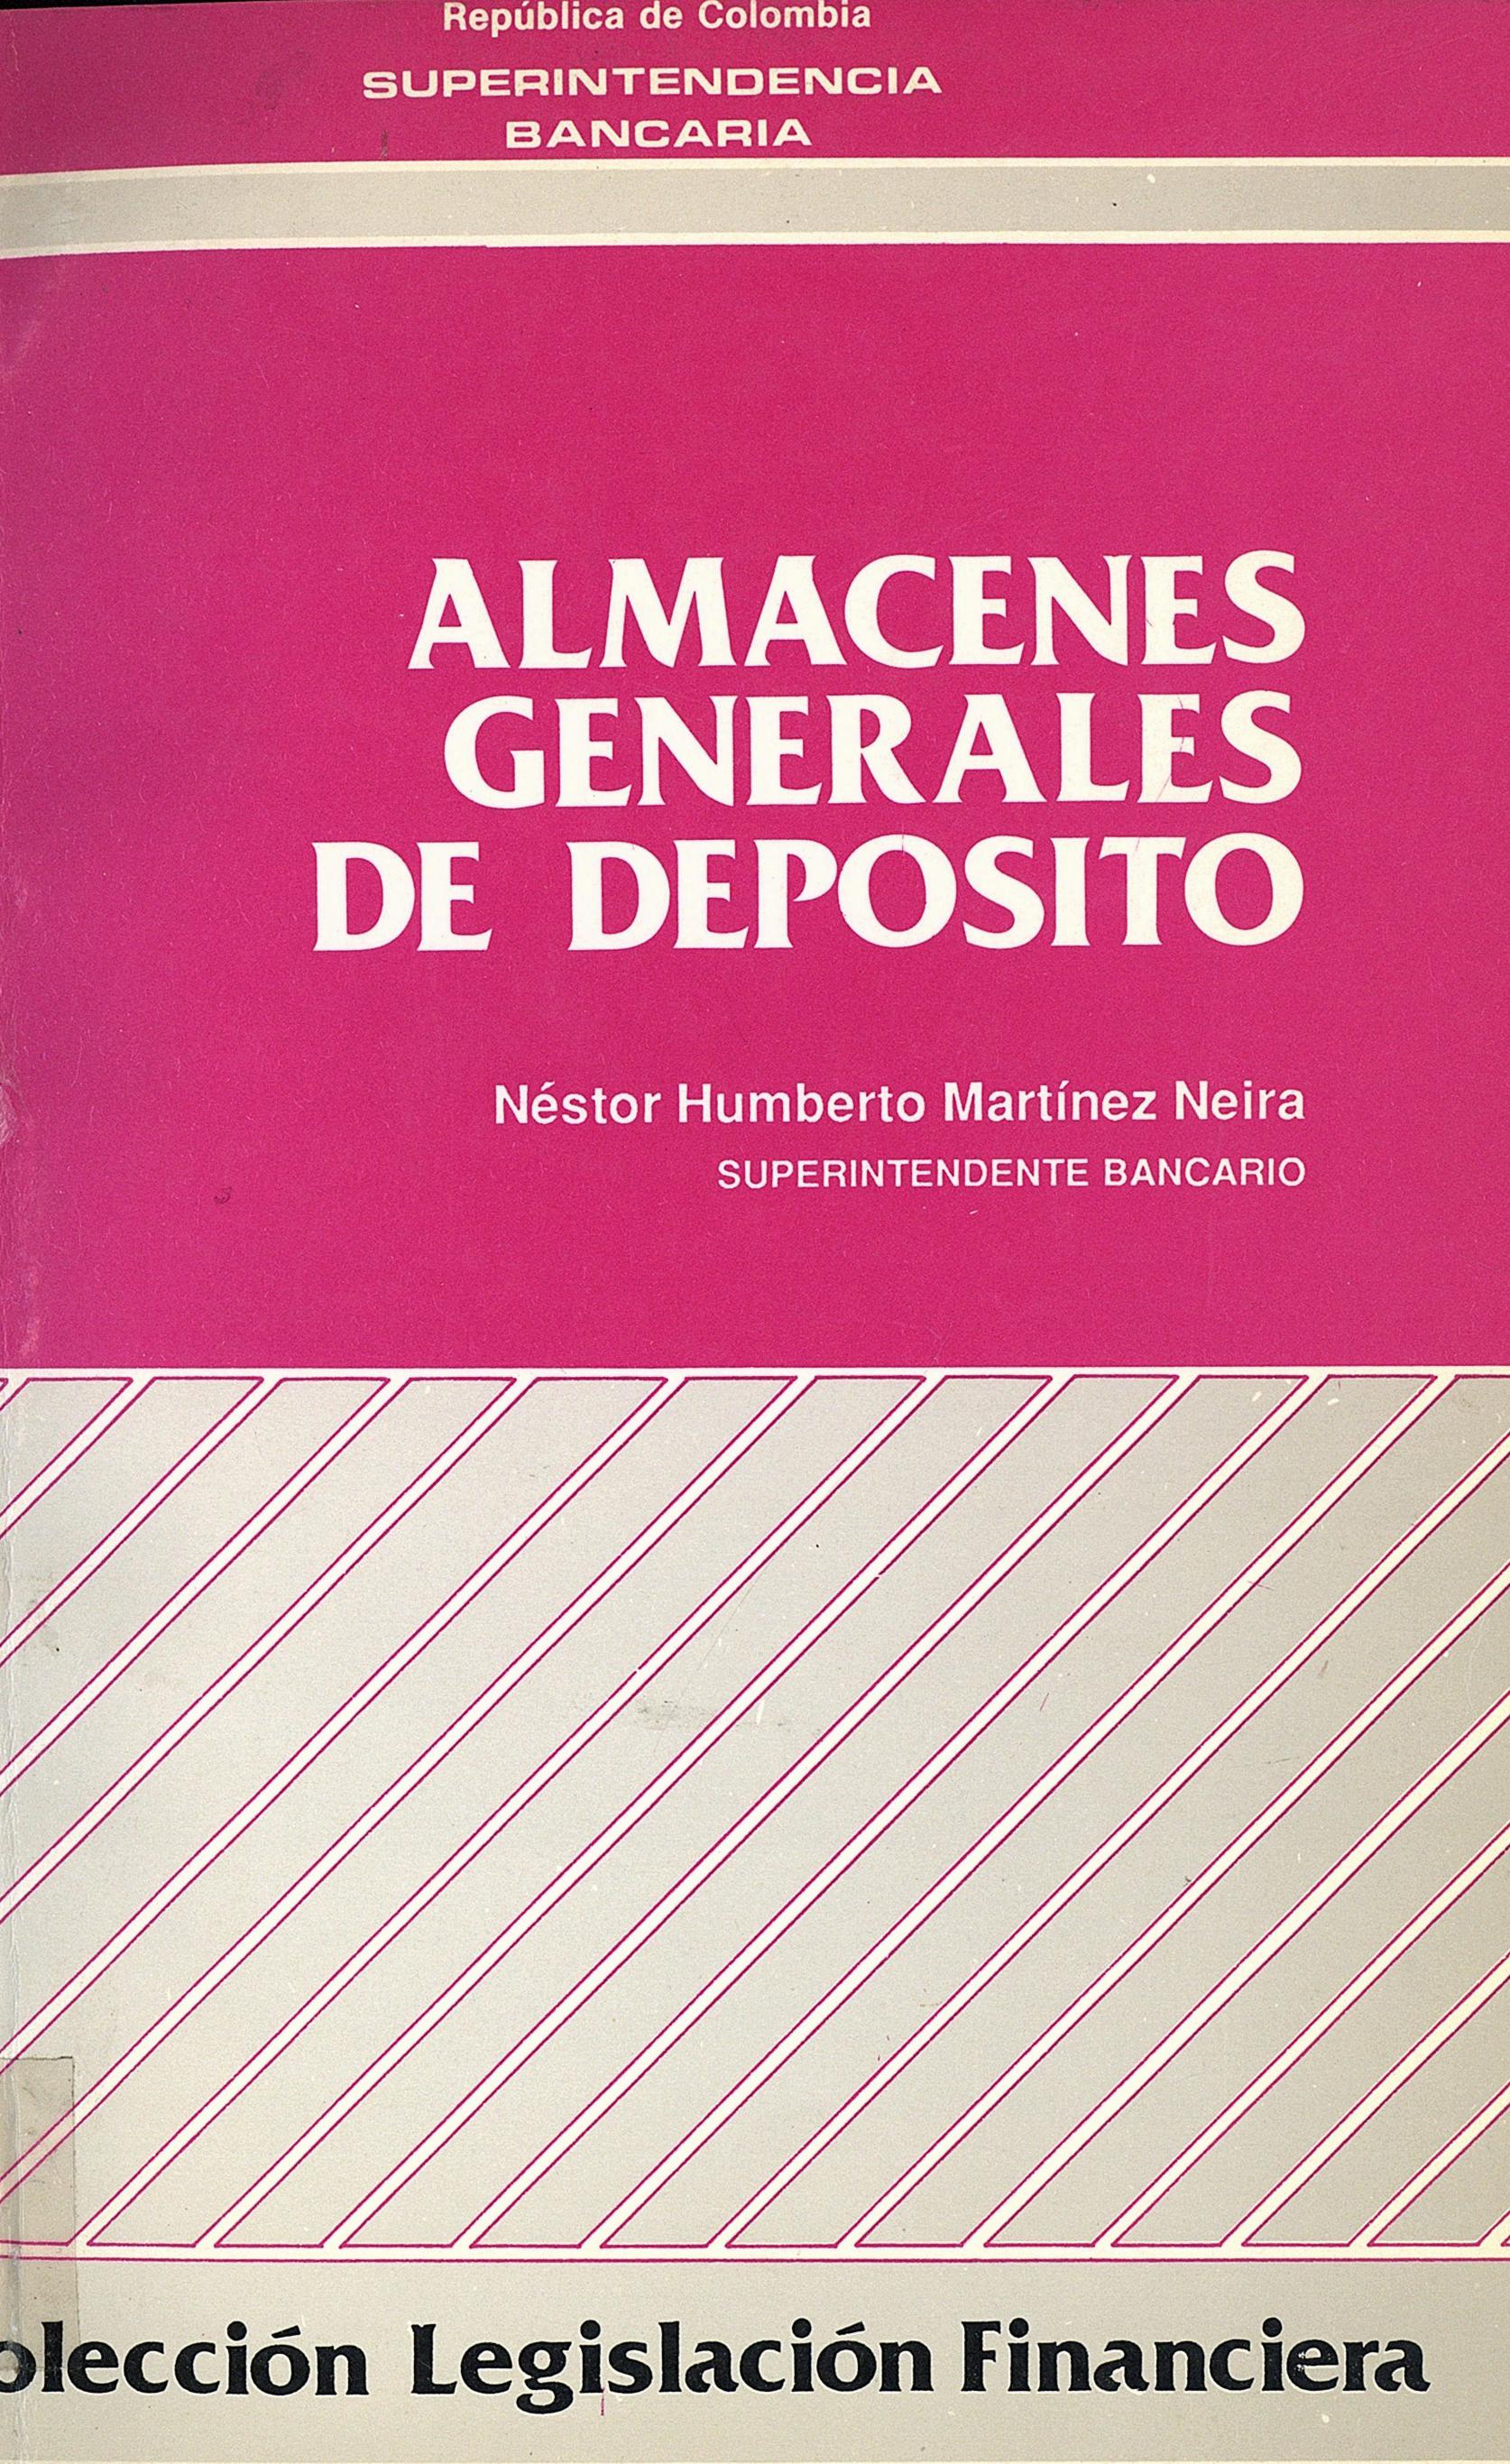 República de Colombia
SUPERINTENDENCIA
BANCARIA
ALMACENES
GENERALES
DE DEPOSITO
Néstor Humberto Martínez Neira
SUPERINTENDENTE BANCARIO
olección Legislación Financiera